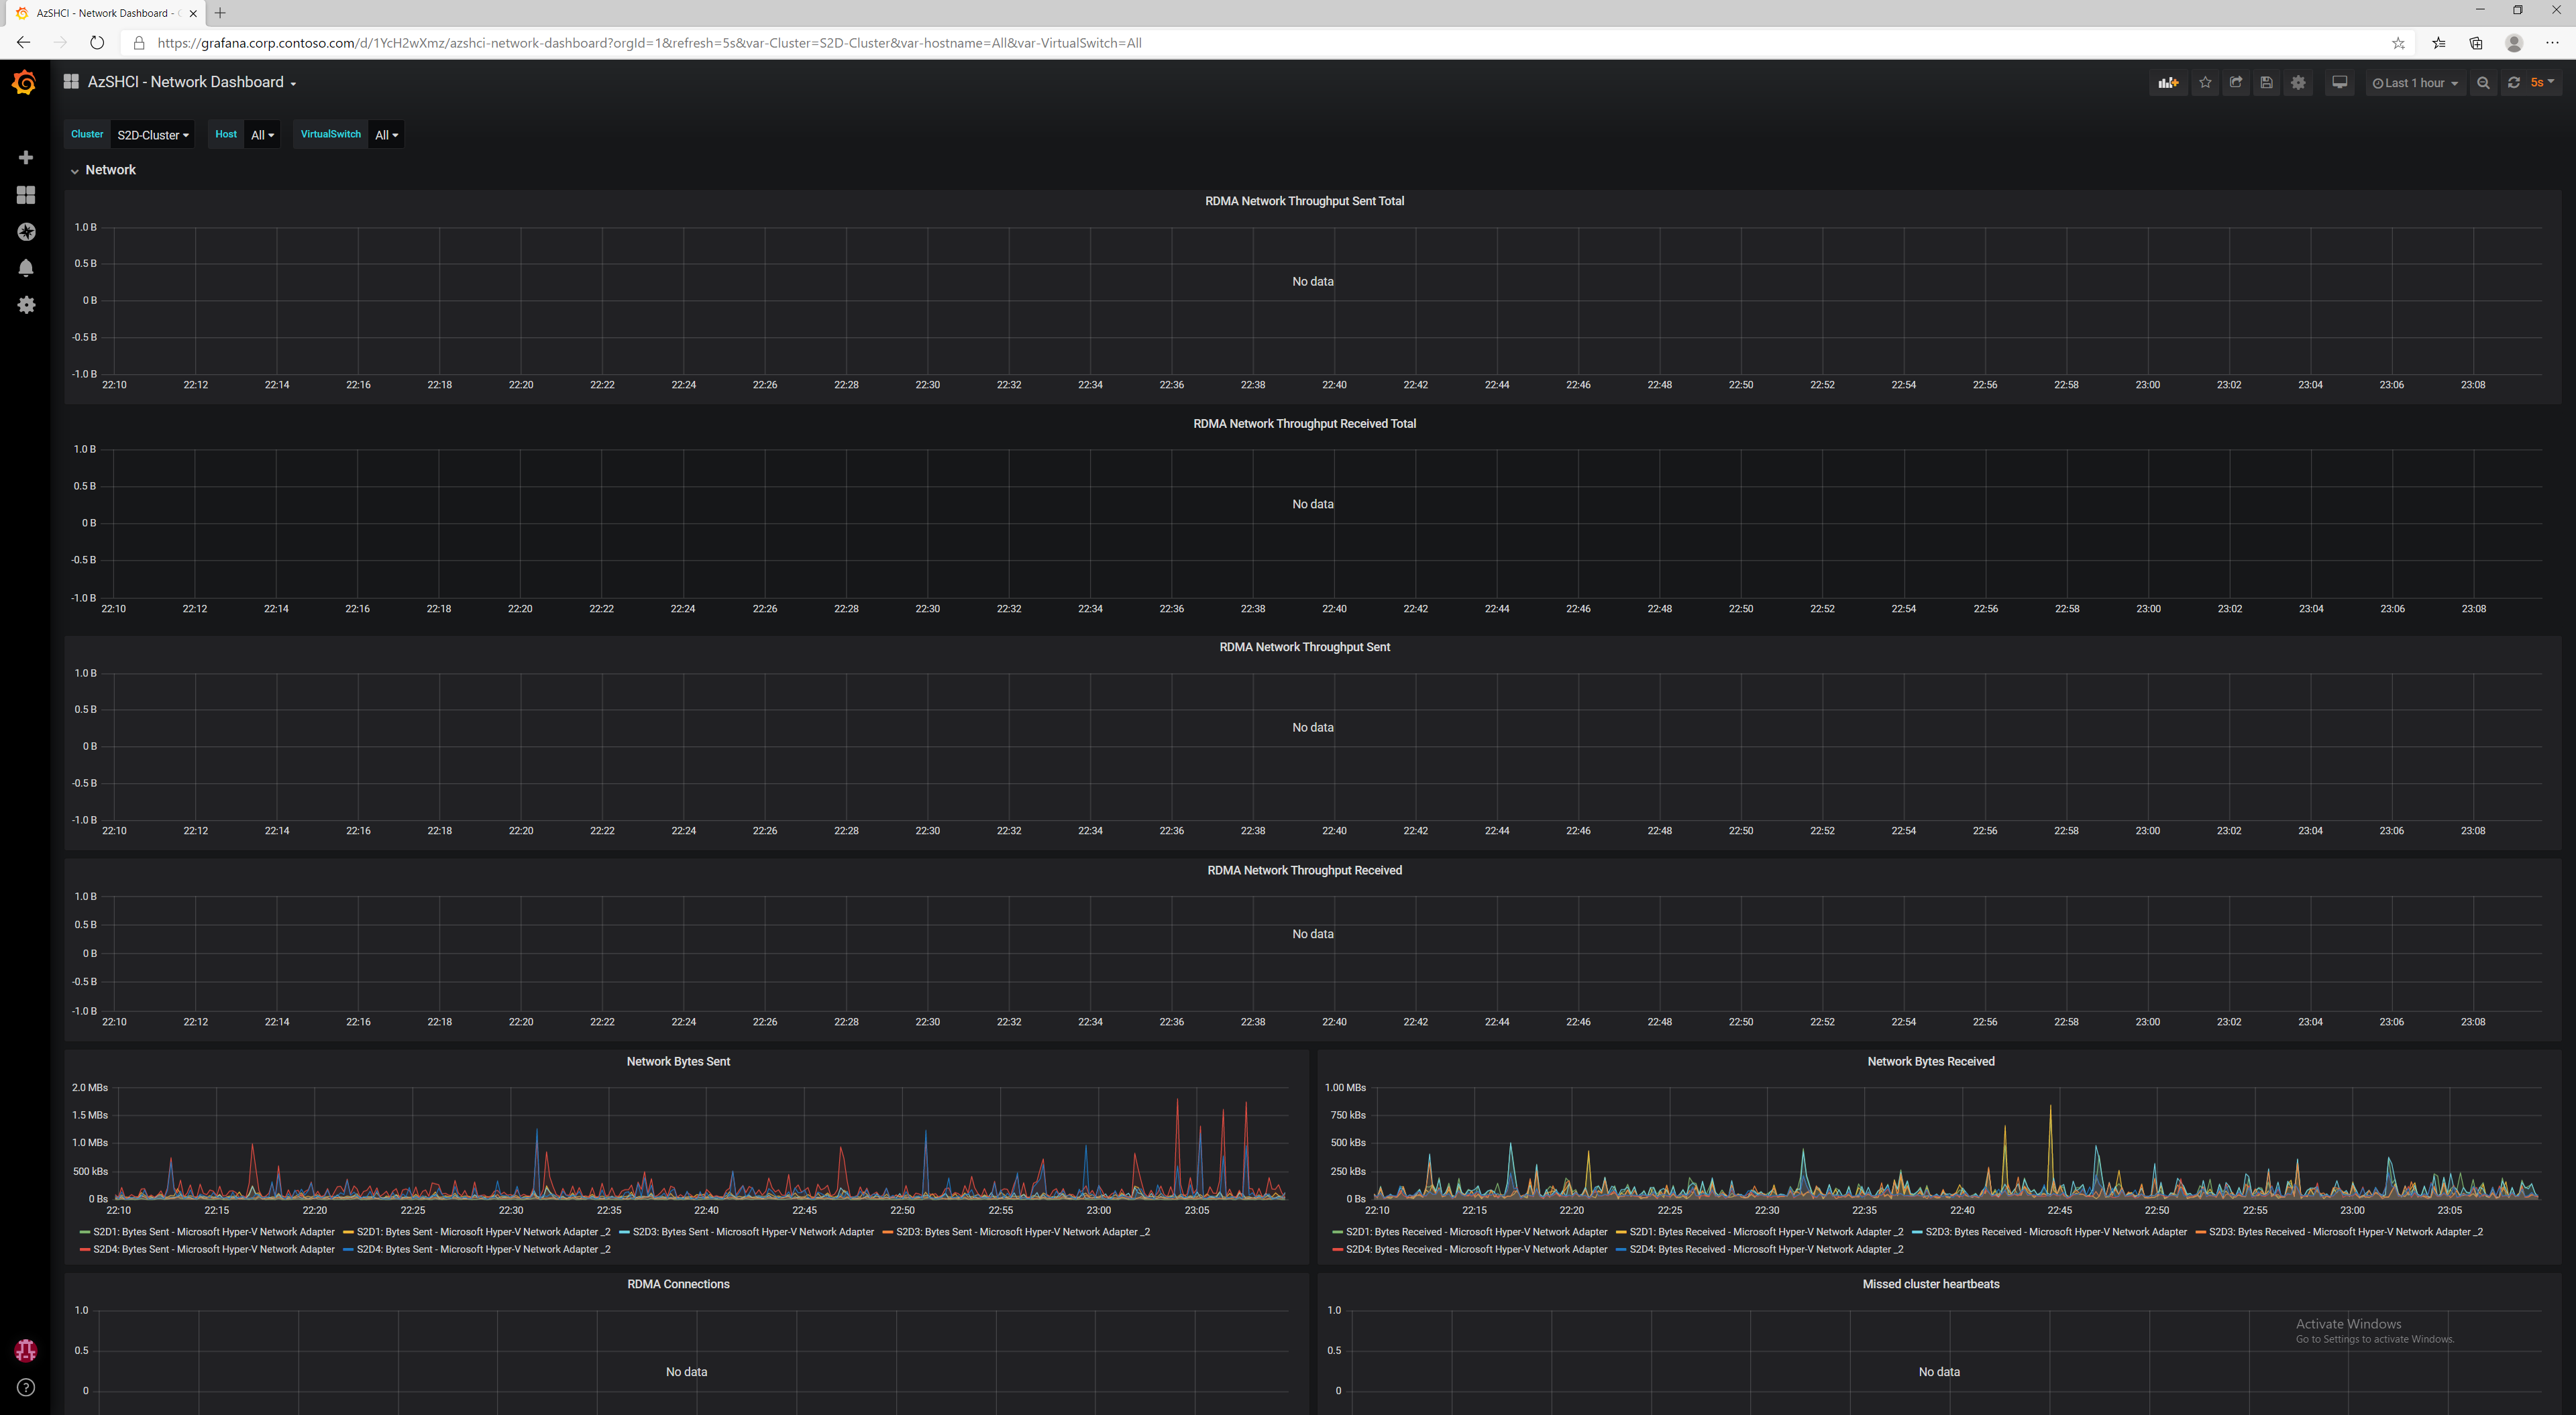 AzSHCI - Network Dashboard -
https://grafana.corp.contoso.com/d/1YcH2wXmz/azshci-network-dashboard?orgId=1&refresh=5s&var-Cluster=S2D-Cluster&var-hostname=All&var-VirtualSwitch=All
AzSHCI - Network Dashboard
Last 1 hour
5s
Cluster S2D-Cluster Host All VirtualSwitch All
Network
RDMA Network Throughput Sent Total
1.0 B
0.5 B
No data
0 B
-0.5 B
-1.0 B
22:10 22:12 22:14 22:16 22:18 22:20 22:22 22:24 22:26 22:28 22:30 22:32 22:34 22:36 22:38 22:40 22:42 22:44 22:46 22:48 22:50 22:52 22:54 22:56 22:58 23:00 23:02 23:04 23:06 23:08
RDMA Network Throughput Received Total
1.0 B
0.5 B
No data
0 B
-0.5 B
-1.0 B
22:10 22:12 22:14 22:16 22:18 22:20 22:22 22:24 22:26 22:28 22:30 22:32 22:34 22:36 22:38 22:40 22:42 22:44 22:46 22:48 22:50 22:52 22:54 22:56 22:58 23:00 23:02 23:04 23:06 23:08
RDMA Network Throughput Sent
1.0 B
0.5 B
No data
0 B
-0.5 B
-1.0 B
22:10 22:12 22:14 22:16 22:18 22:20 22:22 22:24 22:26 22:28 22:30 22:32 22:34 22:36 22:38 22:40 22:42 22:44 22:46 22:48 22:50 22:52 22:54 22:56 22:58 23:00 23:02 23:04 23:06 23:08
RDMA Network Throughput Received
1.0 B
0.5 B
No data
0 B
-0.5 B
-1.0 B
22:10 22:12 22:14 22:16 22:18 22:20 22:22 22:24 22:26 22:28 22:30 22:32 22:34 22:36 22:38 22:40 22:42 22:44 22:46 22:48 22:50 22:52 22:54 22:56 22:58 23:00 23:02 23:04 23:06 23:08
Network Bytes Sent
2.0 MBs
1.5 MBs
1.0 MBs
500 kBs
0 Bs
22:10 22:15 22:20 22:25 22:30 22:35 22:40 22:45 22:50 22:55 23:00 23:05
S2D1: Bytes Sent - Microsoft Hyper-V Network Adapter S2D1: Bytes Sent - Microsoft Hyper-V Network Adapter _2 S2D3: Bytes Sent - Microsoft Hyper-V Network Adapter S2D3: Bytes Sent - Microsoft Hyper-V Network Adapter _2
S2D4: Bytes Sent - Microsoft Hyper-V Network Adapter S2D4: Bytes Sent - Microsoft Hyper-V Network Adapter _2
Network Bytes Received
1.00 MBs
750 kBs
500 kBs
250 kBs
0 Bs
22:10 22:15 22:20 22:25 22:30 22:35 22:40 22:45 22:50 22:55 23:00 23:05
S2D1: Bytes Received - Microsoft Hyper-V Network Adapter S2D1: Bytes Received - Microsoft Hyper-V Network Adapter _2 S2D3: Bytes Received - Microsoft Hyper-V Network Adapter S2D3: Bytes Received - Microsoft Hyper-V Network Adapter _2
S2D4: Bytes Received - Microsoft Hyper-V Network Adapter S2D4: Bytes Received - Microsoft Hyper-V Network Adapter _2
RDMA Connections
1.0
0.5
No data
0
Missed cluster heartbeats
1.0
0.5
No data
0
Activate Windows
Go to Settings to activate Windows.